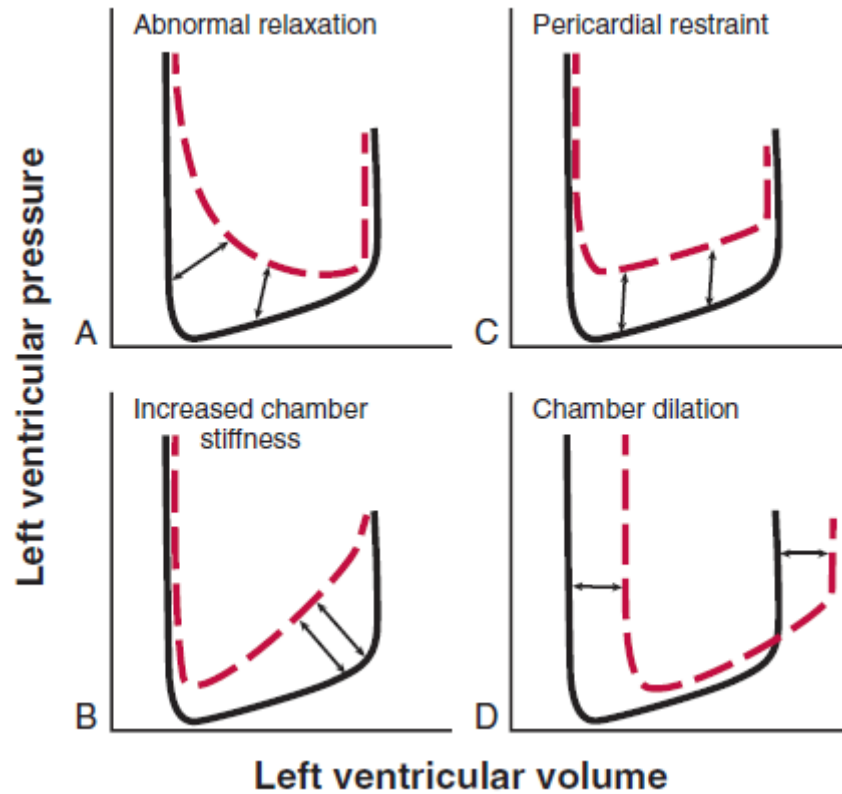 Abnormal relaxation
Pericardial restraint
A
C
Increased chamber
stiffness
Chamber dilation
B
D
Left ventricular pressure
Left ventricular volume